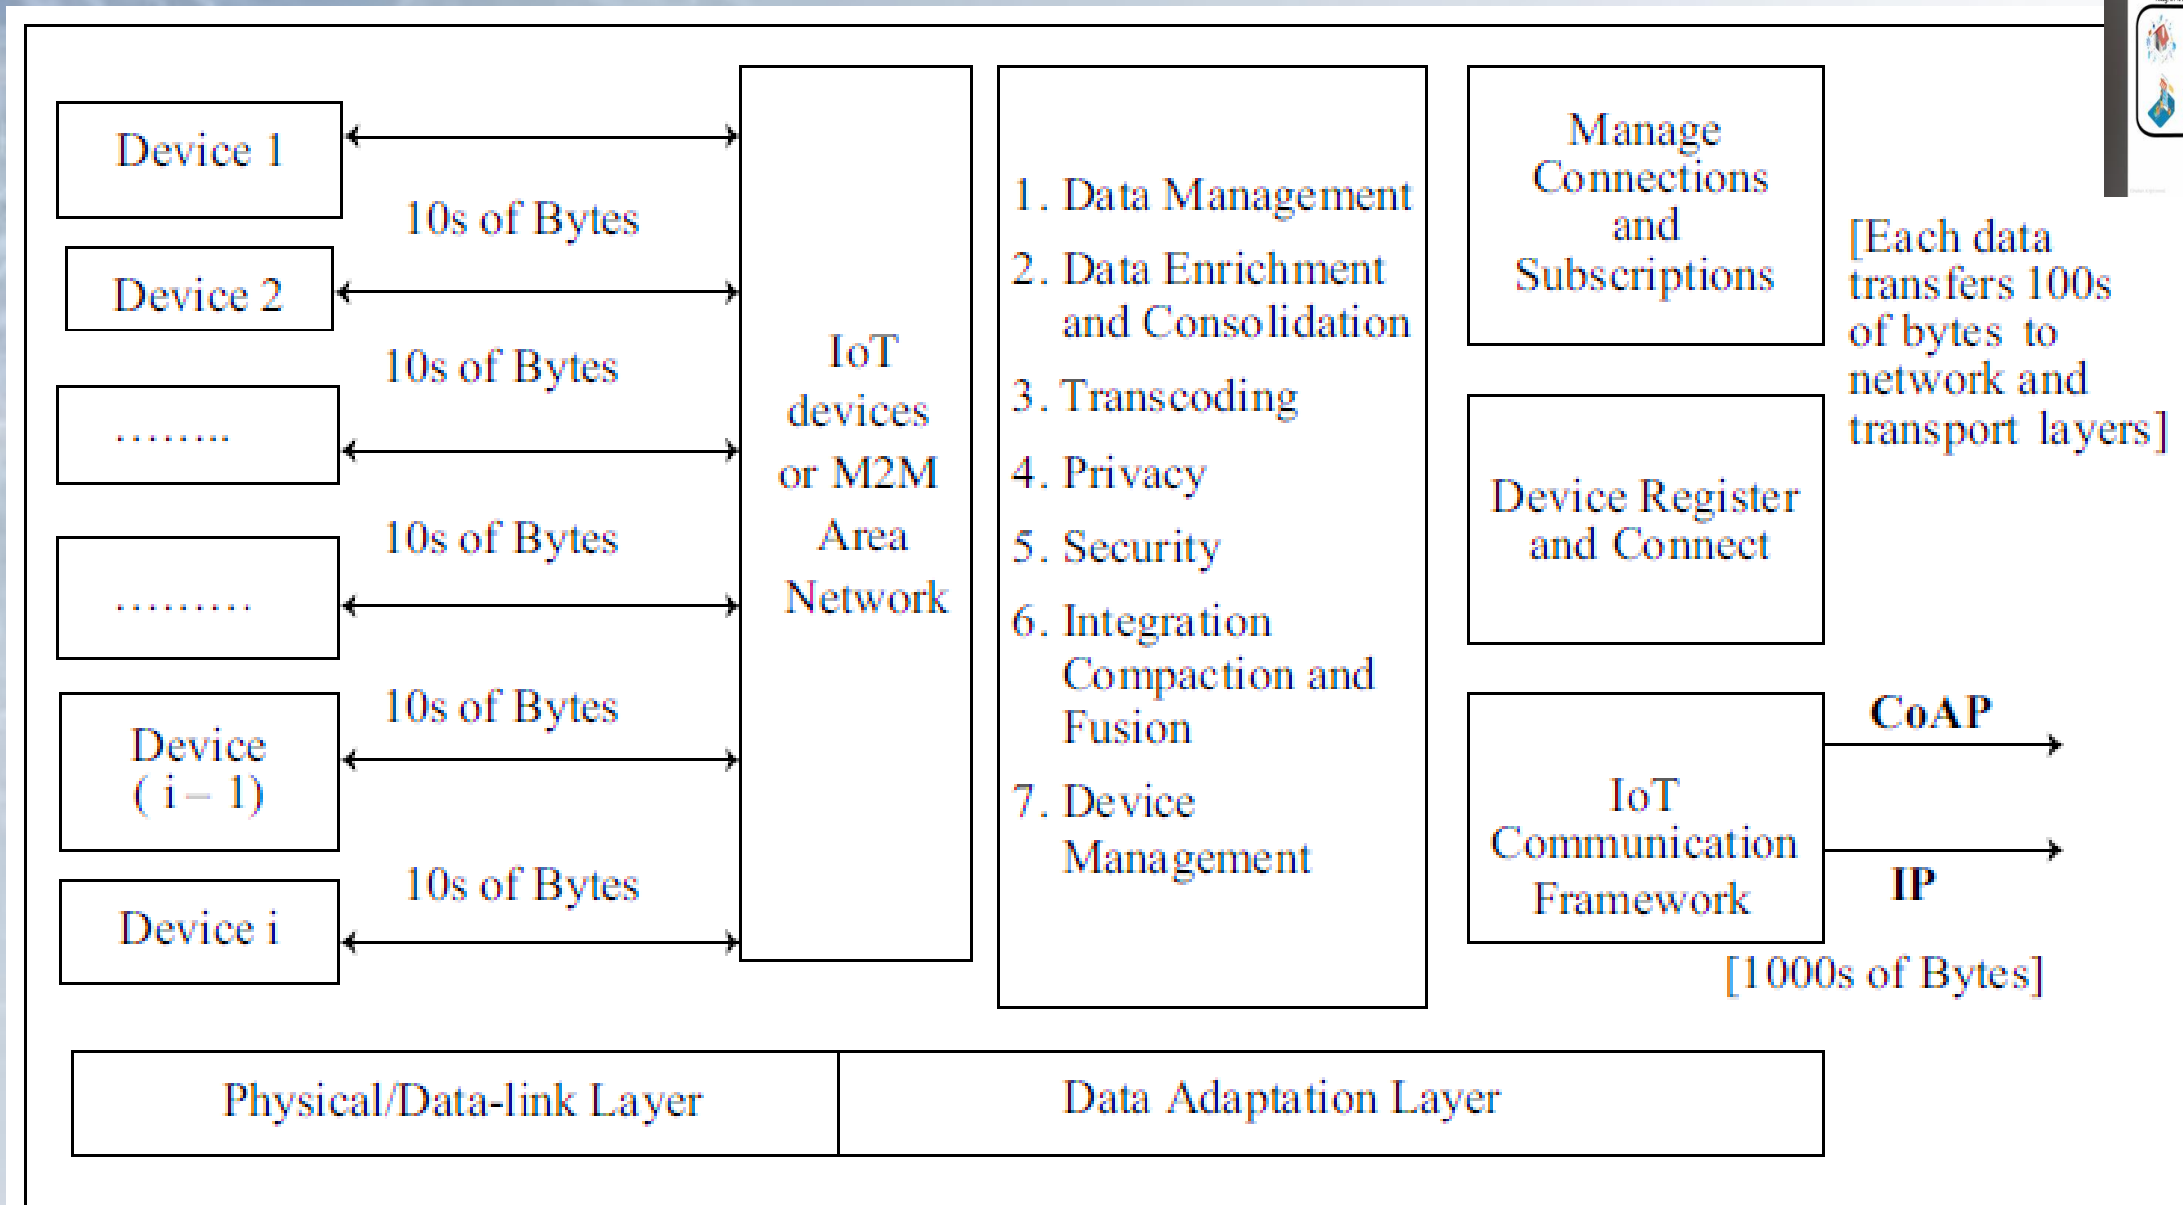 Device 1
10s of Bytes
Device 2
10s of Bytes
........
10s of Bytes
.........
10s of Bytes
Device
( i – 1)
10s of Bytes
Device i
IoT
devices
or M2M
Area
Network
1. Data Management
2. Data Enrichment
and Consolidation
3. Transcoding
4. Privacy
5. Security
6. Integration
Compaction and
Fusion
7. Device
Management
Manage
Connections
and
Subscriptions
Device Register
and Connect
IoT
Communication
Framework
[Each data
transfers 100s
of bytes to
network and
transport layers]
CoAP
IP
[1000s of Bytes]
Physical/Data-link Layer
Data Adaptation Layer